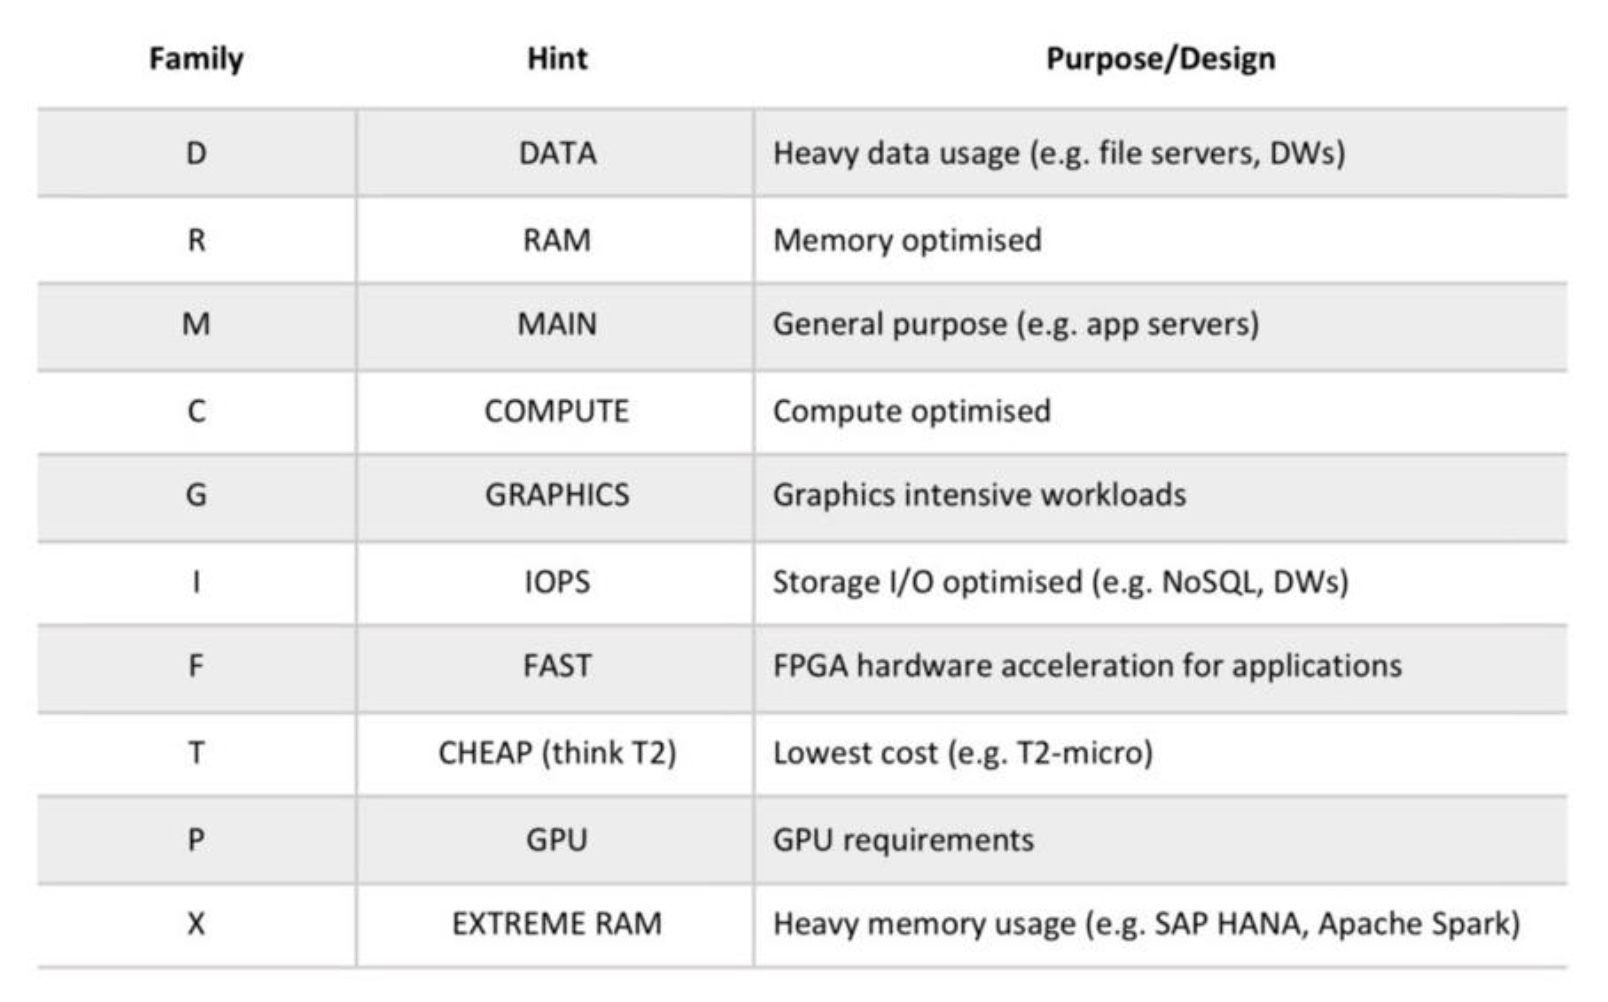 Family Hint Purpose/Design
D DATA Heavy data usage (e.g. file servers, DWs)
R RAM Memory optimised
M MAIN General purpose (e.g. app servers)
C COMPUTE Compute optimised
G GRAPHICS Graphics intensive workloads
I IOPS Storage I/O optimised (e.g. NoSQL, DWs)
F FAST FPGA hardware acceleration for applications
T CHEAP (think T2) Lowest cost (e.g. T2-micro)
P GPU GPU requirements
X EXTREME RAM Heavy memory usage (e.g. SAP HANA, Apache Spark)